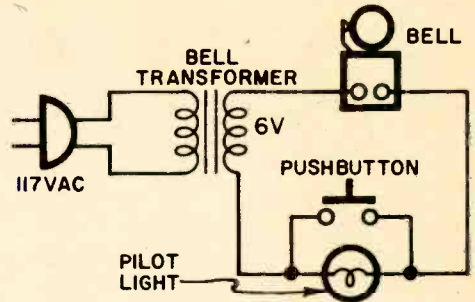 BELL
BELL
TRANSFORMER
6V
117VAC
PUSHBUTTON
PILOT
LIGHT